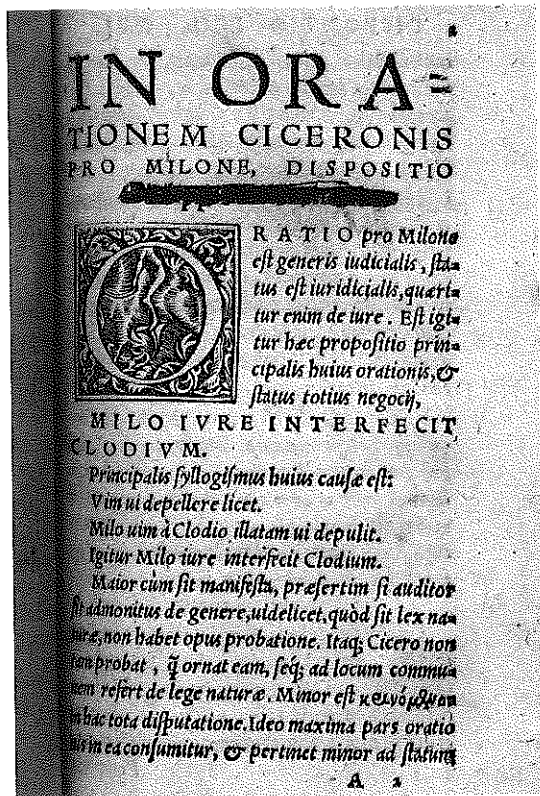 2
IN ORA=
TIONEM CICERONIS
PRO MILONE, DISPOSITIO
ORATIO pro Milone
eſt generis iudicialis, ſta-
tus eſt iuridicialis, quæri-
tur enim de iure. Eſt igi-
tur hæc propoſitio prin-
cipalis huius orationis, &
ſtatus totius negocij,
MILO IVRE INTERFECIT
CLODIVM.
Principalis ſyllogiſmus huius cauſæ eſt:
Vim ui depellere licet.
Milo uim à Clodio illatam ui depulit.
Igitur Milo iure interfecit Clodium.
Maior cùm ſit manifeſta, præſertim ſi auditor
ſit admonitus de genere, uidelicet, quòd ſit lex na-
turæ, non habet opus probatione. Itaq; Cicero non
tam probat, q̃ ornat eam, ſeq; ad locum commu-
nem refert de lege naturæ. Minor eſt κρινόμενον
in hac tota diſputatione. Ideo maxima pars oratio
nis in ea conſumitur, & pertinet minor ad ſtatum
A 2